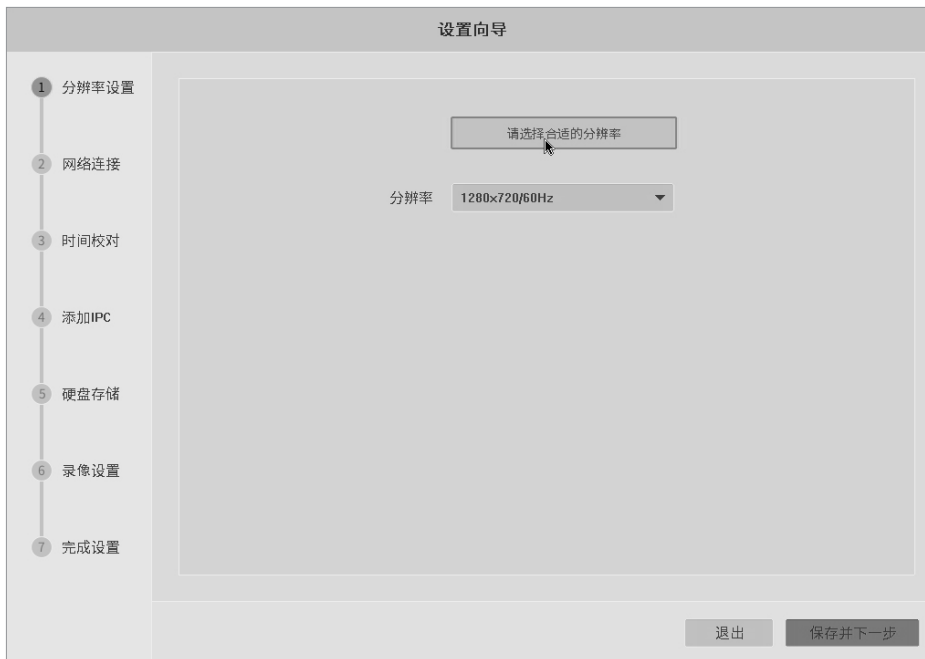 设置向导
1 分辨率设置
请选择合适的分辨率
2 网络连接
分辨率 1280×720/60Hz
3 时间校对
4 添加IPC
5 硬盘存储
6 录像设置
7 完成设置
退出 保存并下一步